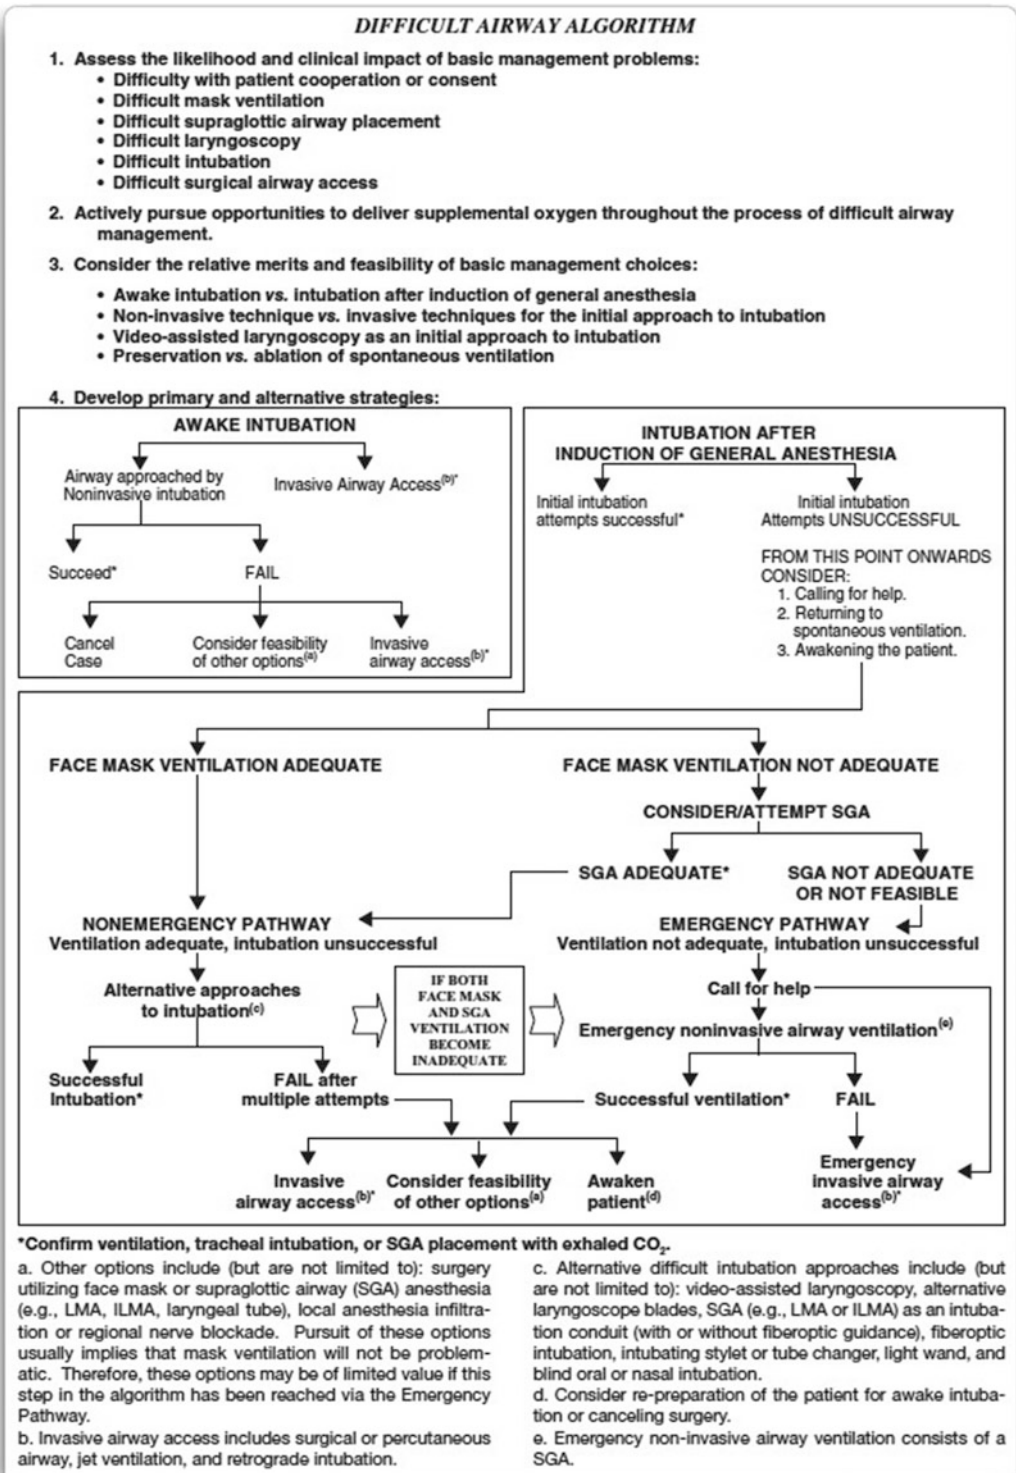 DIFFICULT AIRWAY ALGORITHM
1. Assess the likelihood and clinical impact of basic management problems:
• Difficulty with patient cooperation or consent
• Difficult mask ventilation
• Difficult supraglottic airway placement
• Difficult laryngoscopy
• Difficult intubation
• Difficult surgical airway access
2. Actively pursue opportunities to deliver supplemental oxygen throughout the process of difficult airway
management.
3. Consider the relative merits and feasibility of basic management choices:
• Awake intubation vs. intubation after induction of general anesthesia
• Non-invasive technique vs. invasive techniques for the initial approach to intubation
• Video-assisted laryngoscopy as an initial approach to intubation
• Preservation vs. ablation of spontaneous ventilation
4. Develop primary and alternative strategies:
AWAKE INTUBATION
Airway approached by
Noninvasive intubation
Invasive Airway Access(b)*
Succeed*
FAIL
Cancel
Case
Consider feasibility
of other options(a)
Invasive
airway access(b)*
INTUBATION AFTER
INDUCTION OF GENERAL ANESTHESIA
Initial intubation
attempts successful*
Initial intubation
Attempts UNSUCCESSFUL
FROM THIS POINT ONWARDS
CONSIDER:
1. Calling for help.
2. Returning to
spontaneous ventilation.
3. Awakening the patient.
FACE MASK VENTILATION ADEQUATE
FACE MASK VENTILATION NOT ADEQUATE
CONSIDER/ATTEMPT SGA
SGA ADEQUATE*
SGA NOT ADEQUATE
OR NOT FEASIBLE
NONEMERGENCY PATHWAY
Ventilation adequate, intubation unsuccessful
EMERGENCY PATHWAY
Ventilation not adequate, intubation unsuccessful
Alternative approaches
to intubation(c)
IF BOTH
FACE MASK
AND SGA
VENTILATION
BECOME
INADEQUATE
Call for help
Emergency noninvasive airway ventilation(e)
Successful
Intubation*
FAIL after
multiple attempts
Successful ventilation*
FAIL
Invasive
airway access(b)*
Consider feasibility
of other options(a)
Awaken
patient(d)
Emergency
invasive airway
access(b)*
*Confirm ventilation, tracheal intubation, or SGA placement with exhaled CO2.
a. Other options include (but are not limited to): surgery
utilizing face mask or supraglottic airway (SGA) anesthesia
(e.g., LMA, ILMA, laryngeal tube), local anesthesia infiltra-
tion or regional nerve blockade. Pursuit of these options
usually implies that mask ventilation will not be problem-
atic. Therefore, these options may be of limited value if this
step in the algorithm has been reached via the Emergency
Pathway.
b. Invasive airway access includes surgical or percutaneous
airway, jet ventilation, and retrograde intubation.
c. Alternative difficult intubation approaches include (but
are not limited to): video-assisted laryngoscopy, alternative
laryngoscope blades, SGA (e.g., LMA or ILMA) as an intuba-
tion conduit (with or without fiberoptic guidance), fiberoptic
intubation, intubating stylet or tube changer, light wand, and
blind oral or nasal intubation.
d. Consider re-preparation of the patient for awake intuba-
tion or canceling surgery.
e. Emergency non-invasive airway ventilation consists of a
SGA.